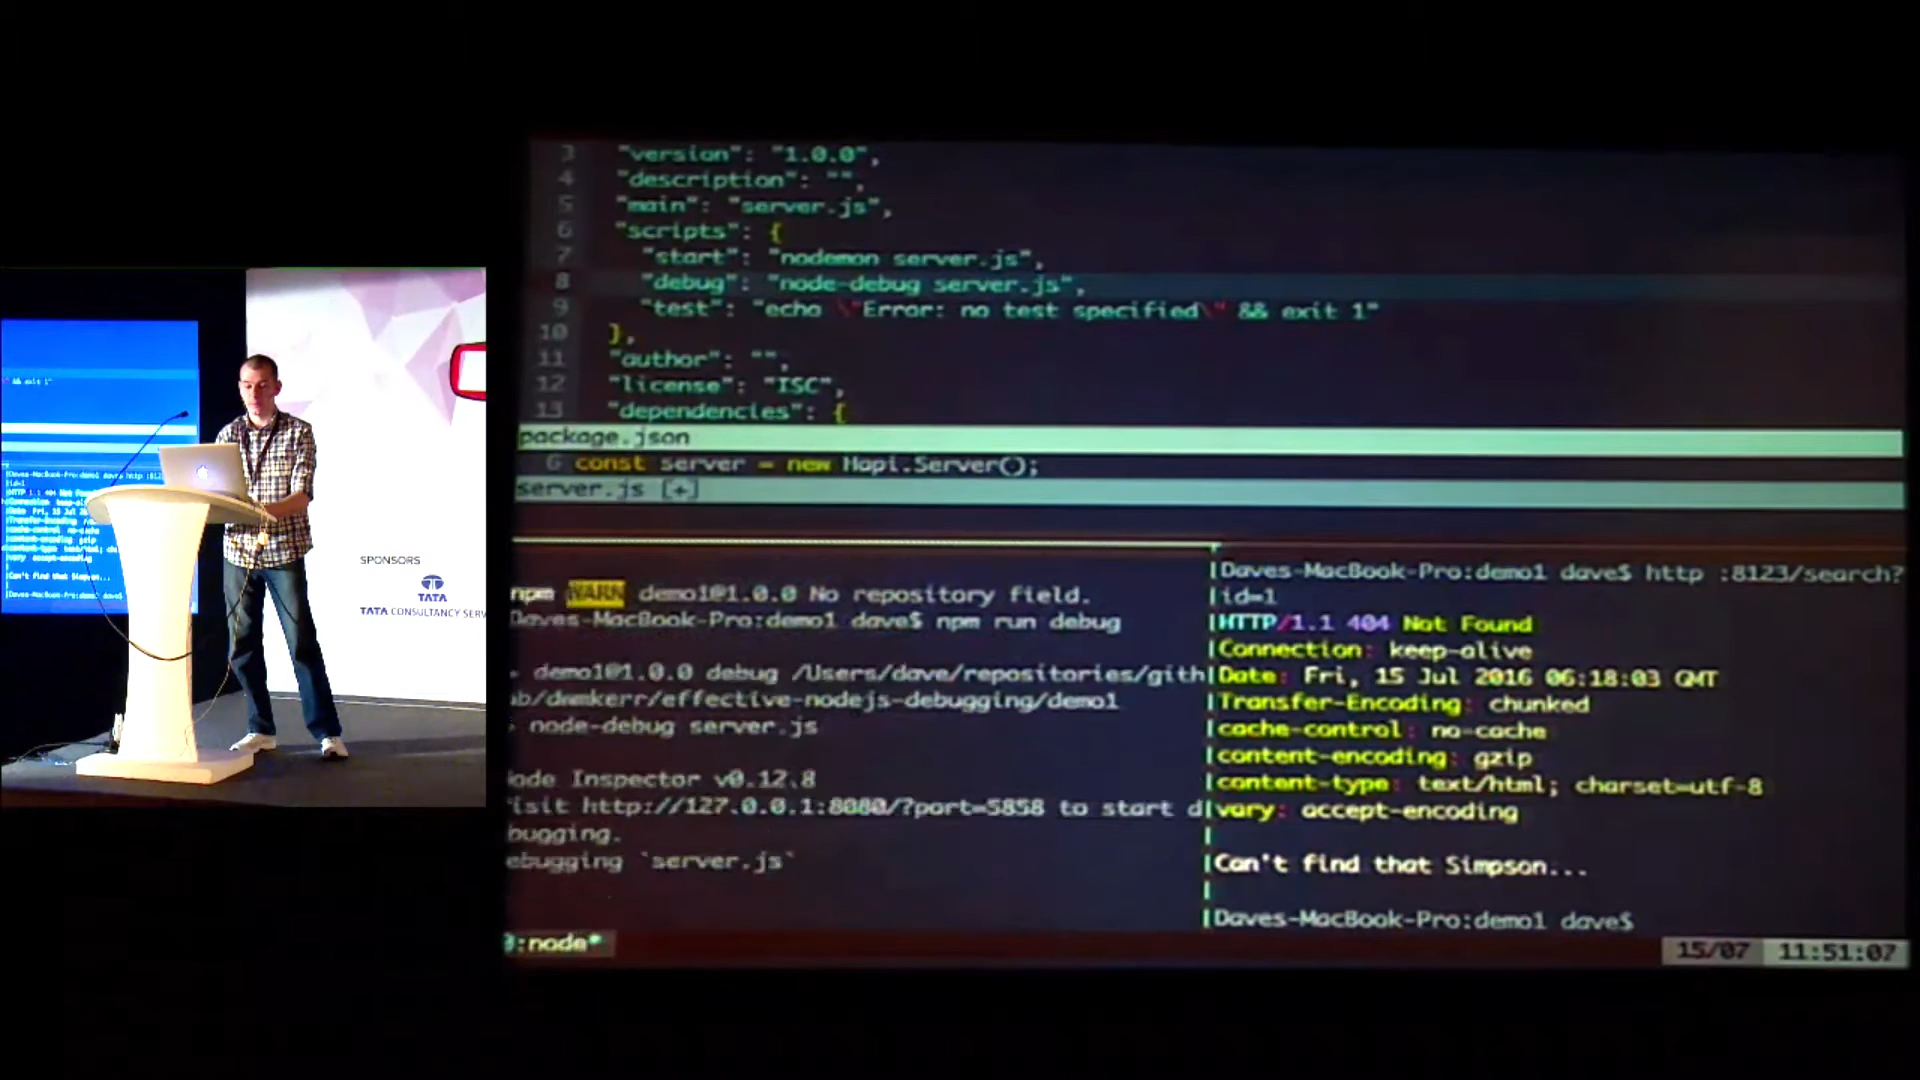 3 "version": "1.0.0",
4 "description": "",
5 "main": "server.js",
6 "scripts": {
7 "start": "nodemon server.js",
8 "debug": "node-debug server.js",
9 "test": "echo \"Error: no test specified\" && exit 1"
10 },
11 "author": "",
12 "license": "ISC",
13 "dependencies": {
package.json
6 const server = new Hapi.Server();
server.js [+]
npm WARN demo1@1.0.0 No repository field.
Daves-MacBook-Pro:demo1 dave$ npm run debug
> demo1@1.0.0 debug /Users/dave/repositories/gith
ub/dwmkerr/effective-nodejs-debugging/demo1
> node-debug server.js
Node Inspector v0.12.8
Visit http://127.0.0.1:8080/?port=5858 to start d
bugging.
ebugging `server.js`
:node*
|Daves-MacBook-Pro:demo1 dave$ http :8123/search?
|id=1
|HTTP/1.1 404 Not Found
|Connection: keep-alive
|Date: Fri, 15 Jul 2016 06:18:03 GMT
|Transfer-Encoding: chunked
|cache-control: no-cache
|content-encoding: gzip
|content-type: text/html; charset=utf-8
|vary: accept-encoding
|
|Can't find that Simpson...
|
|Daves-MacBook-Pro:demo1 dave$
15/07 11:51:07
SPONSORS
TATA
TATA CONSULTANCY SERV